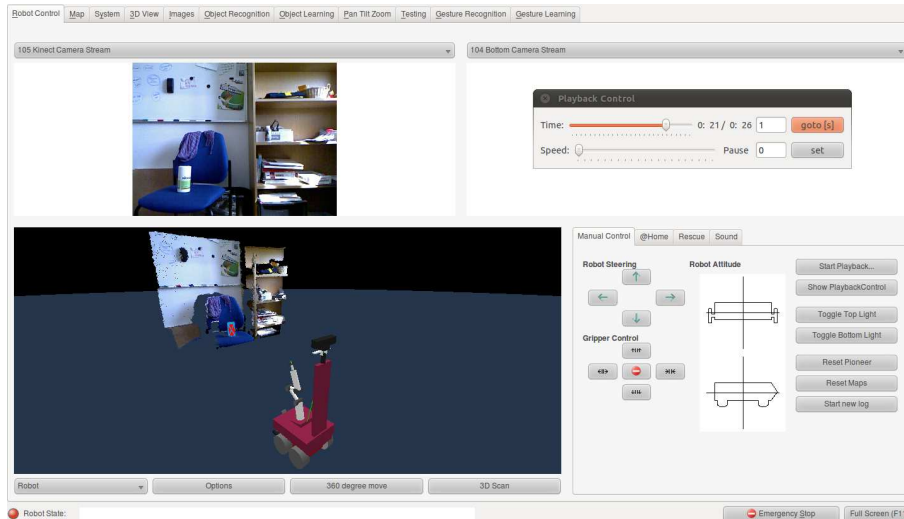 Robot Control Map System 3D View Images Object Recognition Object Learning Pan Tilt Zoom Testing Gesture Recognition Gesture Learning
105 Kinect Camera Stream
104 Bottom Camera Stream
Playback Control
Time: 0: 21 / 0: 26 1 goto [s]
Speed: Pause 0 set
Manual Control @Home Rescue Sound
Robot Steering
Robot Attitude
Start Playback...
Show PlaybackControl
Toggle Top Light
Toggle Bottom Light
Gripper Control
Reset Pioneer
Reset Maps
Start new log
Robot Options 360 degree move 3D Scan
Robot State: Emergency Stop Full Screen (F11